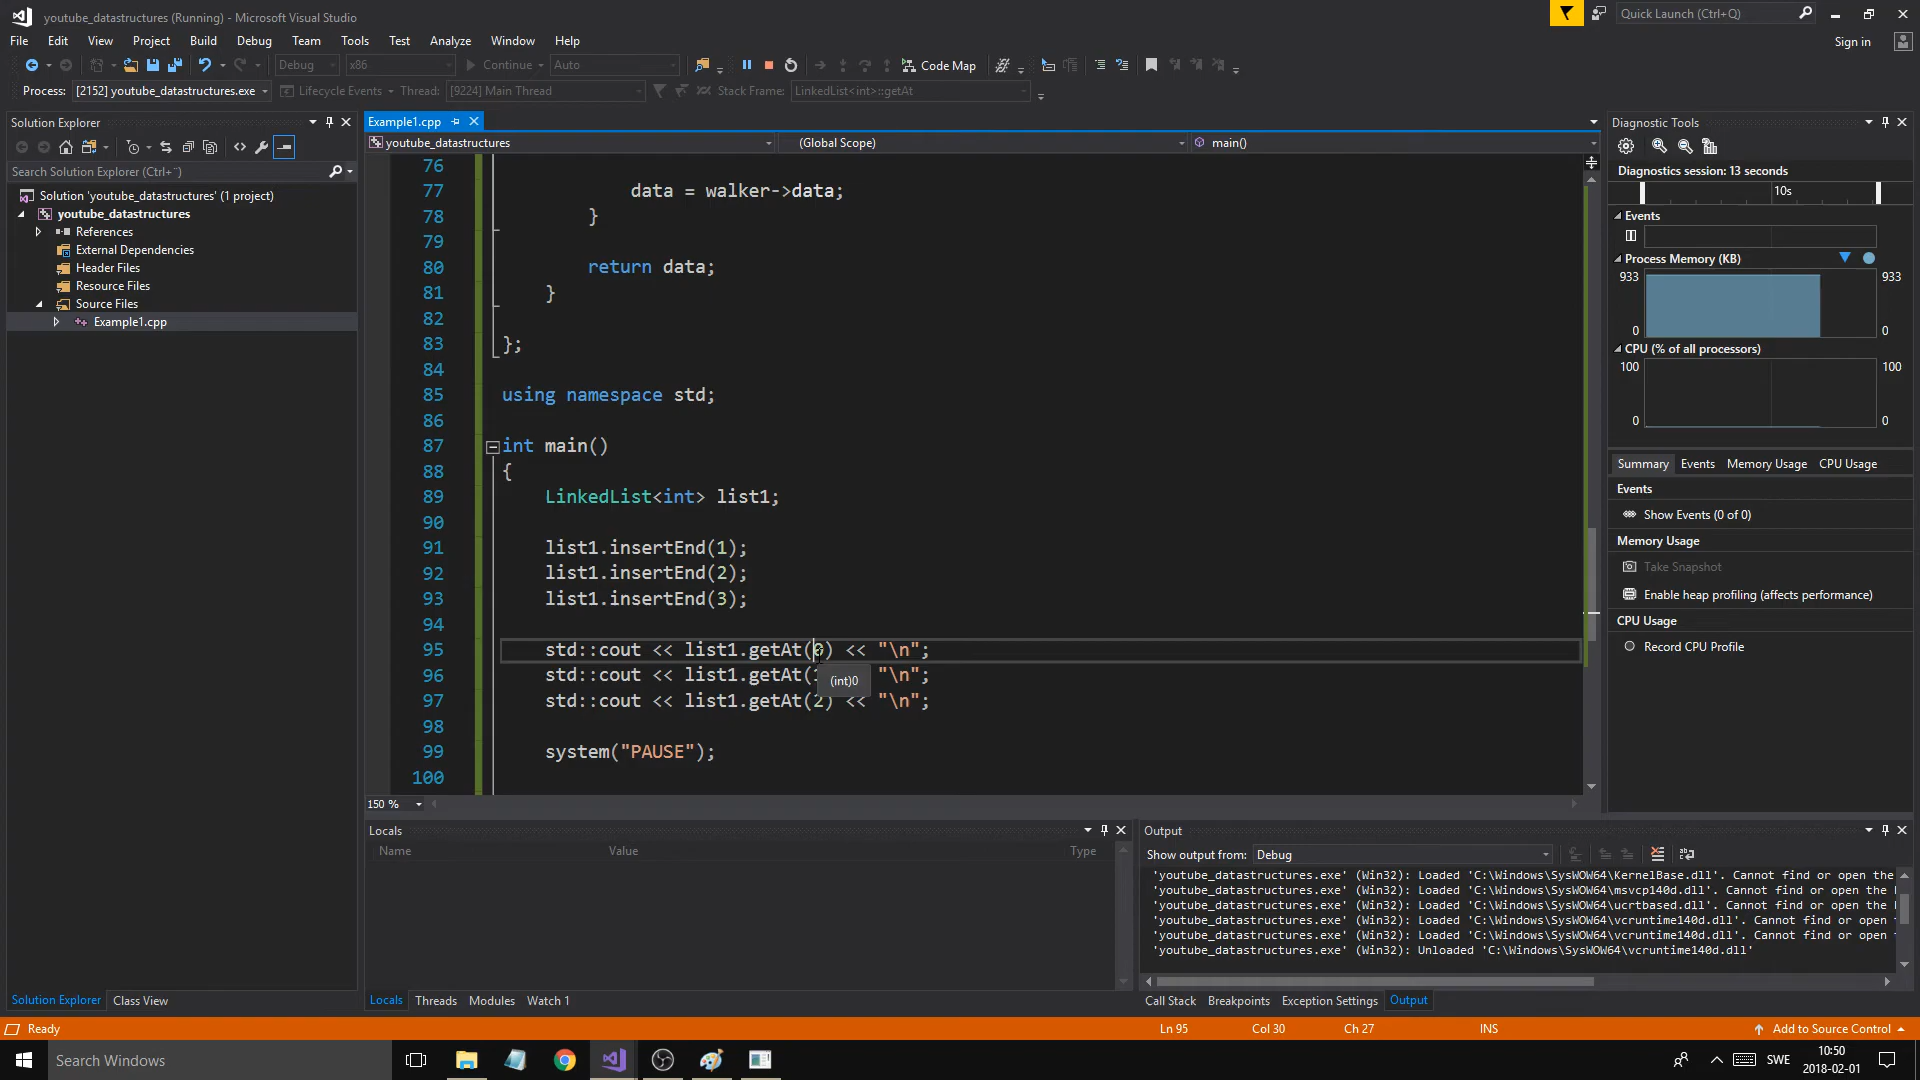 youtube_datastructures (Running) - Microsoft Visual Studio
Quick Launch (Ctrl+Q)
File Edit View Project Build Debug Team Tools Test Analyze Window Help
Sign in
Debug x86 Continue Auto Code Map
Process: [2152] youtube_datastructures.exe Lifecycle Events Thread: [9224] Main Thread Stack Frame: LinkedList<int>::getAt
Solution Explorer
Search Solution Explorer (Ctrl+¨)
Solution 'youtube_datastructures' (1 project)
youtube_datastructures
References
External Dependencies
Header Files
Resource Files
Source Files
Example1.cpp
Solution Explorer Class View
Example1.cpp
youtube_datastructures (Global Scope) main()
76
77 data = walker->data;
78 }
79
80 return data;
81 }
82
83 };
84
85 using namespace std;
86
87 int main()
88 {
89 LinkedList<int> list1;
90
91 list1.insertEnd(1);
92 list1.insertEnd(2);
93 list1.insertEnd(3);
94
95 std::cout << list1.getAt(0) << "\n";
96 std::cout << list1.getAt( "\n";
(int)0
97 std::cout << list1.getAt(2) << "\n";
98
99 system("PAUSE");
100
150 %
Diagnostic Tools
Diagnostics session: 13 seconds
10s
Events
Process Memory (KB)
933 933
0 0
CPU (% of all processors)
100 100
0 0
Summary Events Memory Usage CPU Usage
Events
Show Events (0 of 0)
Memory Usage
Take Snapshot
Enable heap profiling (affects performance)
CPU Usage
Record CPU Profile
Locals
Name Value Type
Locals Threads Modules Watch 1
Output
Show output from: Debug
'youtube_datastructures.exe' (Win32): Loaded 'C:\Windows\SysWOW64\KernelBase.dll'. Cannot find or open the
'youtube_datastructures.exe' (Win32): Loaded 'C:\Windows\SysWOW64\msvcp140d.dll'. Cannot find or open the
'youtube_datastructures.exe' (Win32): Loaded 'C:\Windows\SysWOW64\ucrtbased.dll'. Cannot find or open the
'youtube_datastructures.exe' (Win32): Loaded 'C:\Windows\SysWOW64\vcruntime140d.dll'. Cannot find or open
'youtube_datastructures.exe' (Win32): Loaded 'C:\Windows\SysWOW64\vcruntime140d.dll'. Cannot find or open
'youtube_datastructures.exe' (Win32): Unloaded 'C:\Windows\SysWOW64\vcruntime140d.dll'
Call Stack Breakpoints Exception Settings Output
Ready Ln 95 Col 30 Ch 27 INS Add to Source Control
Search Windows
SWE
10:50
2018-02-01